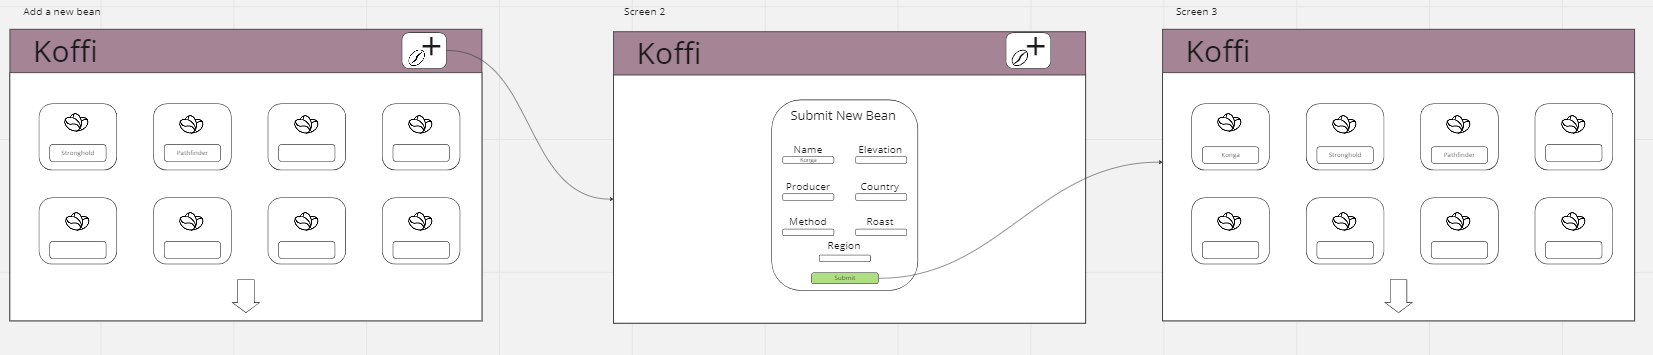 Add a new bean
Screen 2
Screen 3
Koffi
Stronghold
Pathfinder
Koffi
Submit New Bean
Name
Konga
Elevation
Producer
Country
Method
Roast
Region
Submit
Koffi
Konga
Stronghold
Pathfinder